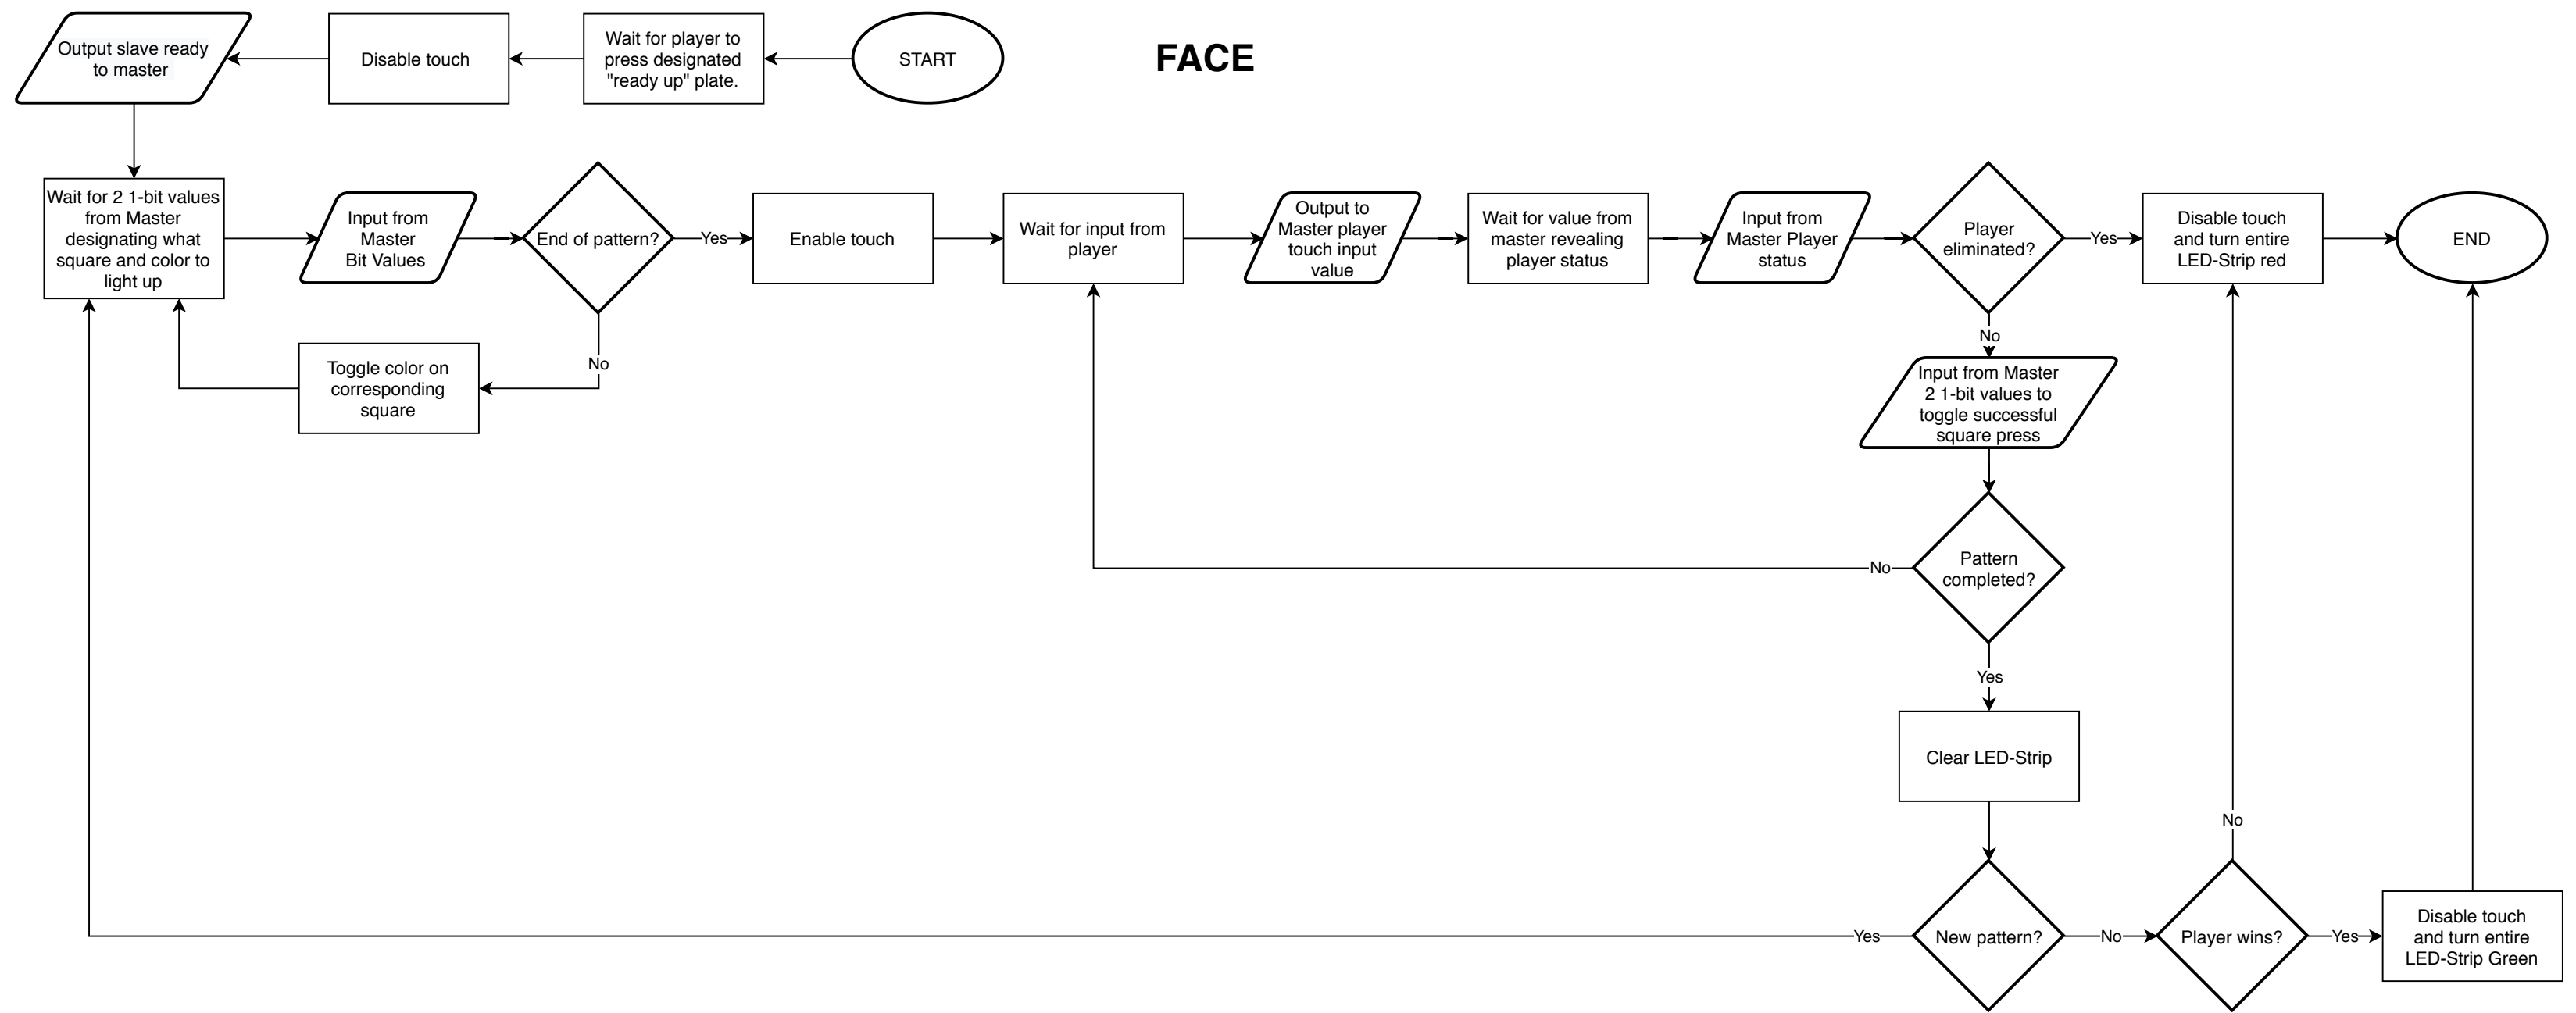 Output slave ready
to master
Disable touch
Wait for player to
press designated
"ready up" plate.
START
FACE
Wait for 2 1-bit values
from Master
designating what
square and color to
light up
Input from
Master
Bit Values
End of pattern?
Yes
Enable touch
Wait for input from
player
Output to
Master player
touch input
value
Wait for value from
master revealing
player status
Input from
Master Player
status
Player
eliminated?
Yes
Disable touch
and turn entire
LED-Strip red
END
No
Toggle color on
corresponding
square
No
Input from Master
2 1-bit values to
toggle successful
square press
Pattern
completed?
No
Yes
Clear LED-Strip
No
Yes
New pattern?
No
Player wins?
Yes
Disable touch
and turn entire
LED-Strip Green